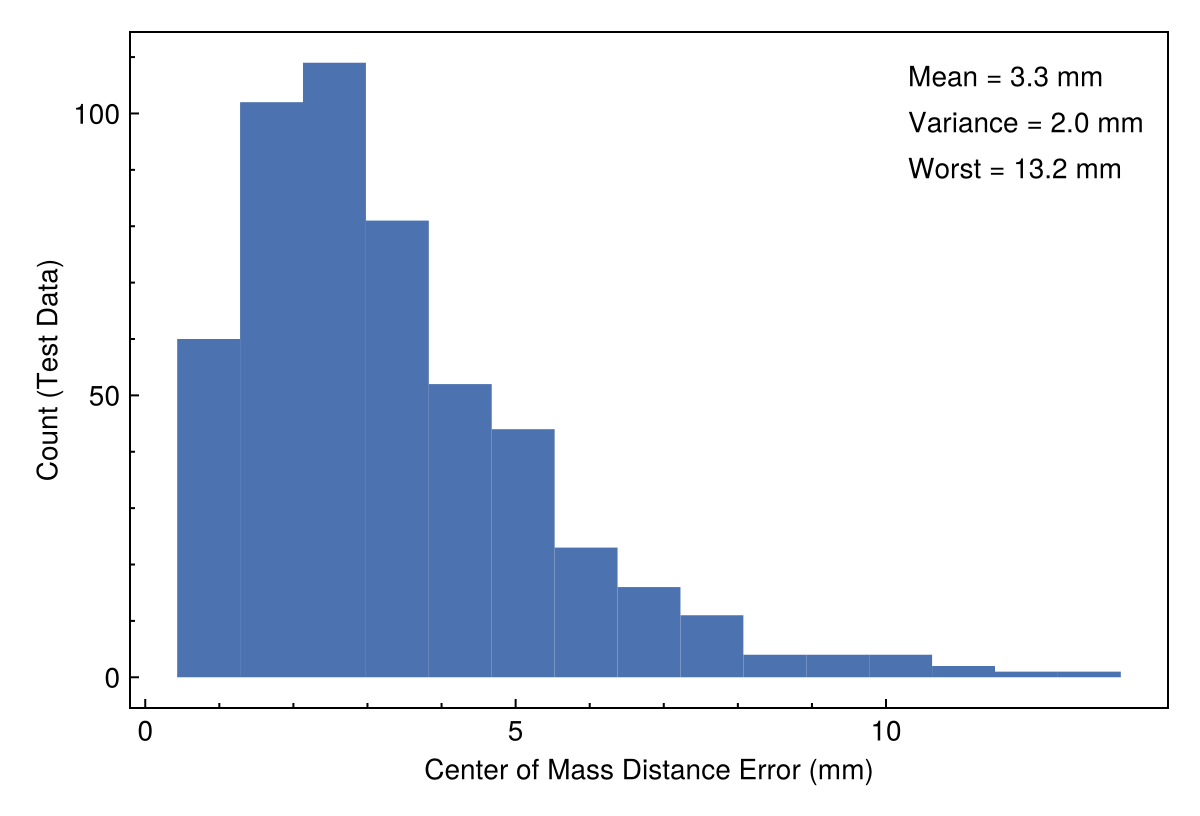 Mean = 3.3 mm
Variance = 2.0 mm
Worst = 13.2 mm
100
50
0
Count (Test Data)
0 5 10
Center of Mass Distance Error (mm)